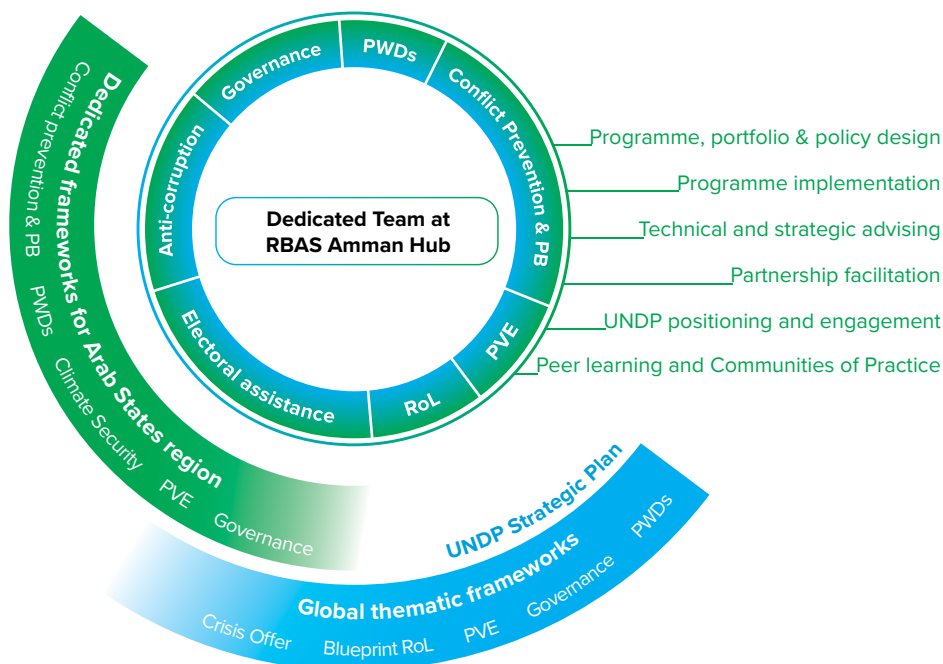 Governance
PWDs
Conflict Prevention & PB
PVE
RoL
Electoral assistance
Anti-corruption
Dedicated Team at
RBAS Amman Hub
Programme, portfolio & policy design
Programme implementation
Technical and strategic advising
Partnership facilitation
UNDP positioning and engagement
Peer learning and Communities of Practice
Dedicated frameworks for Arab States region
Conflict prevention & PB
PWDs
Climate Security
PVE
Governance
UNDP Strategic Plan
Global thematic frameworks
Crisis Offer
Blueprint RoL
PVE
Governance
PWDs